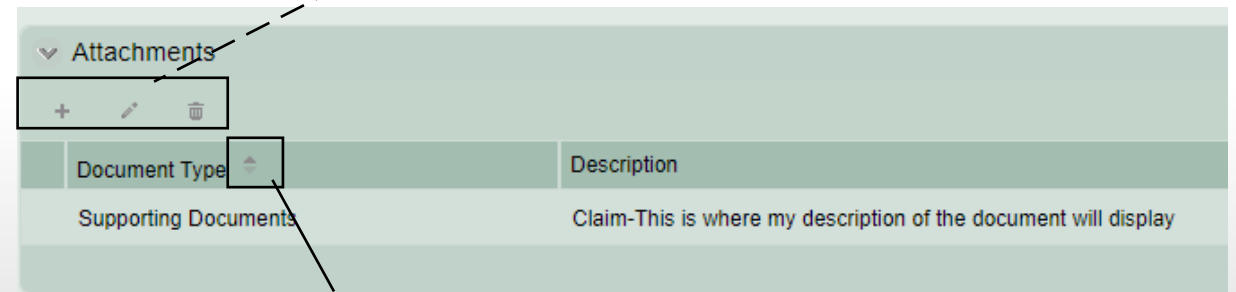 Attachments
Document Type Description
Supporting Documents Claim-This is where my description of the document will display